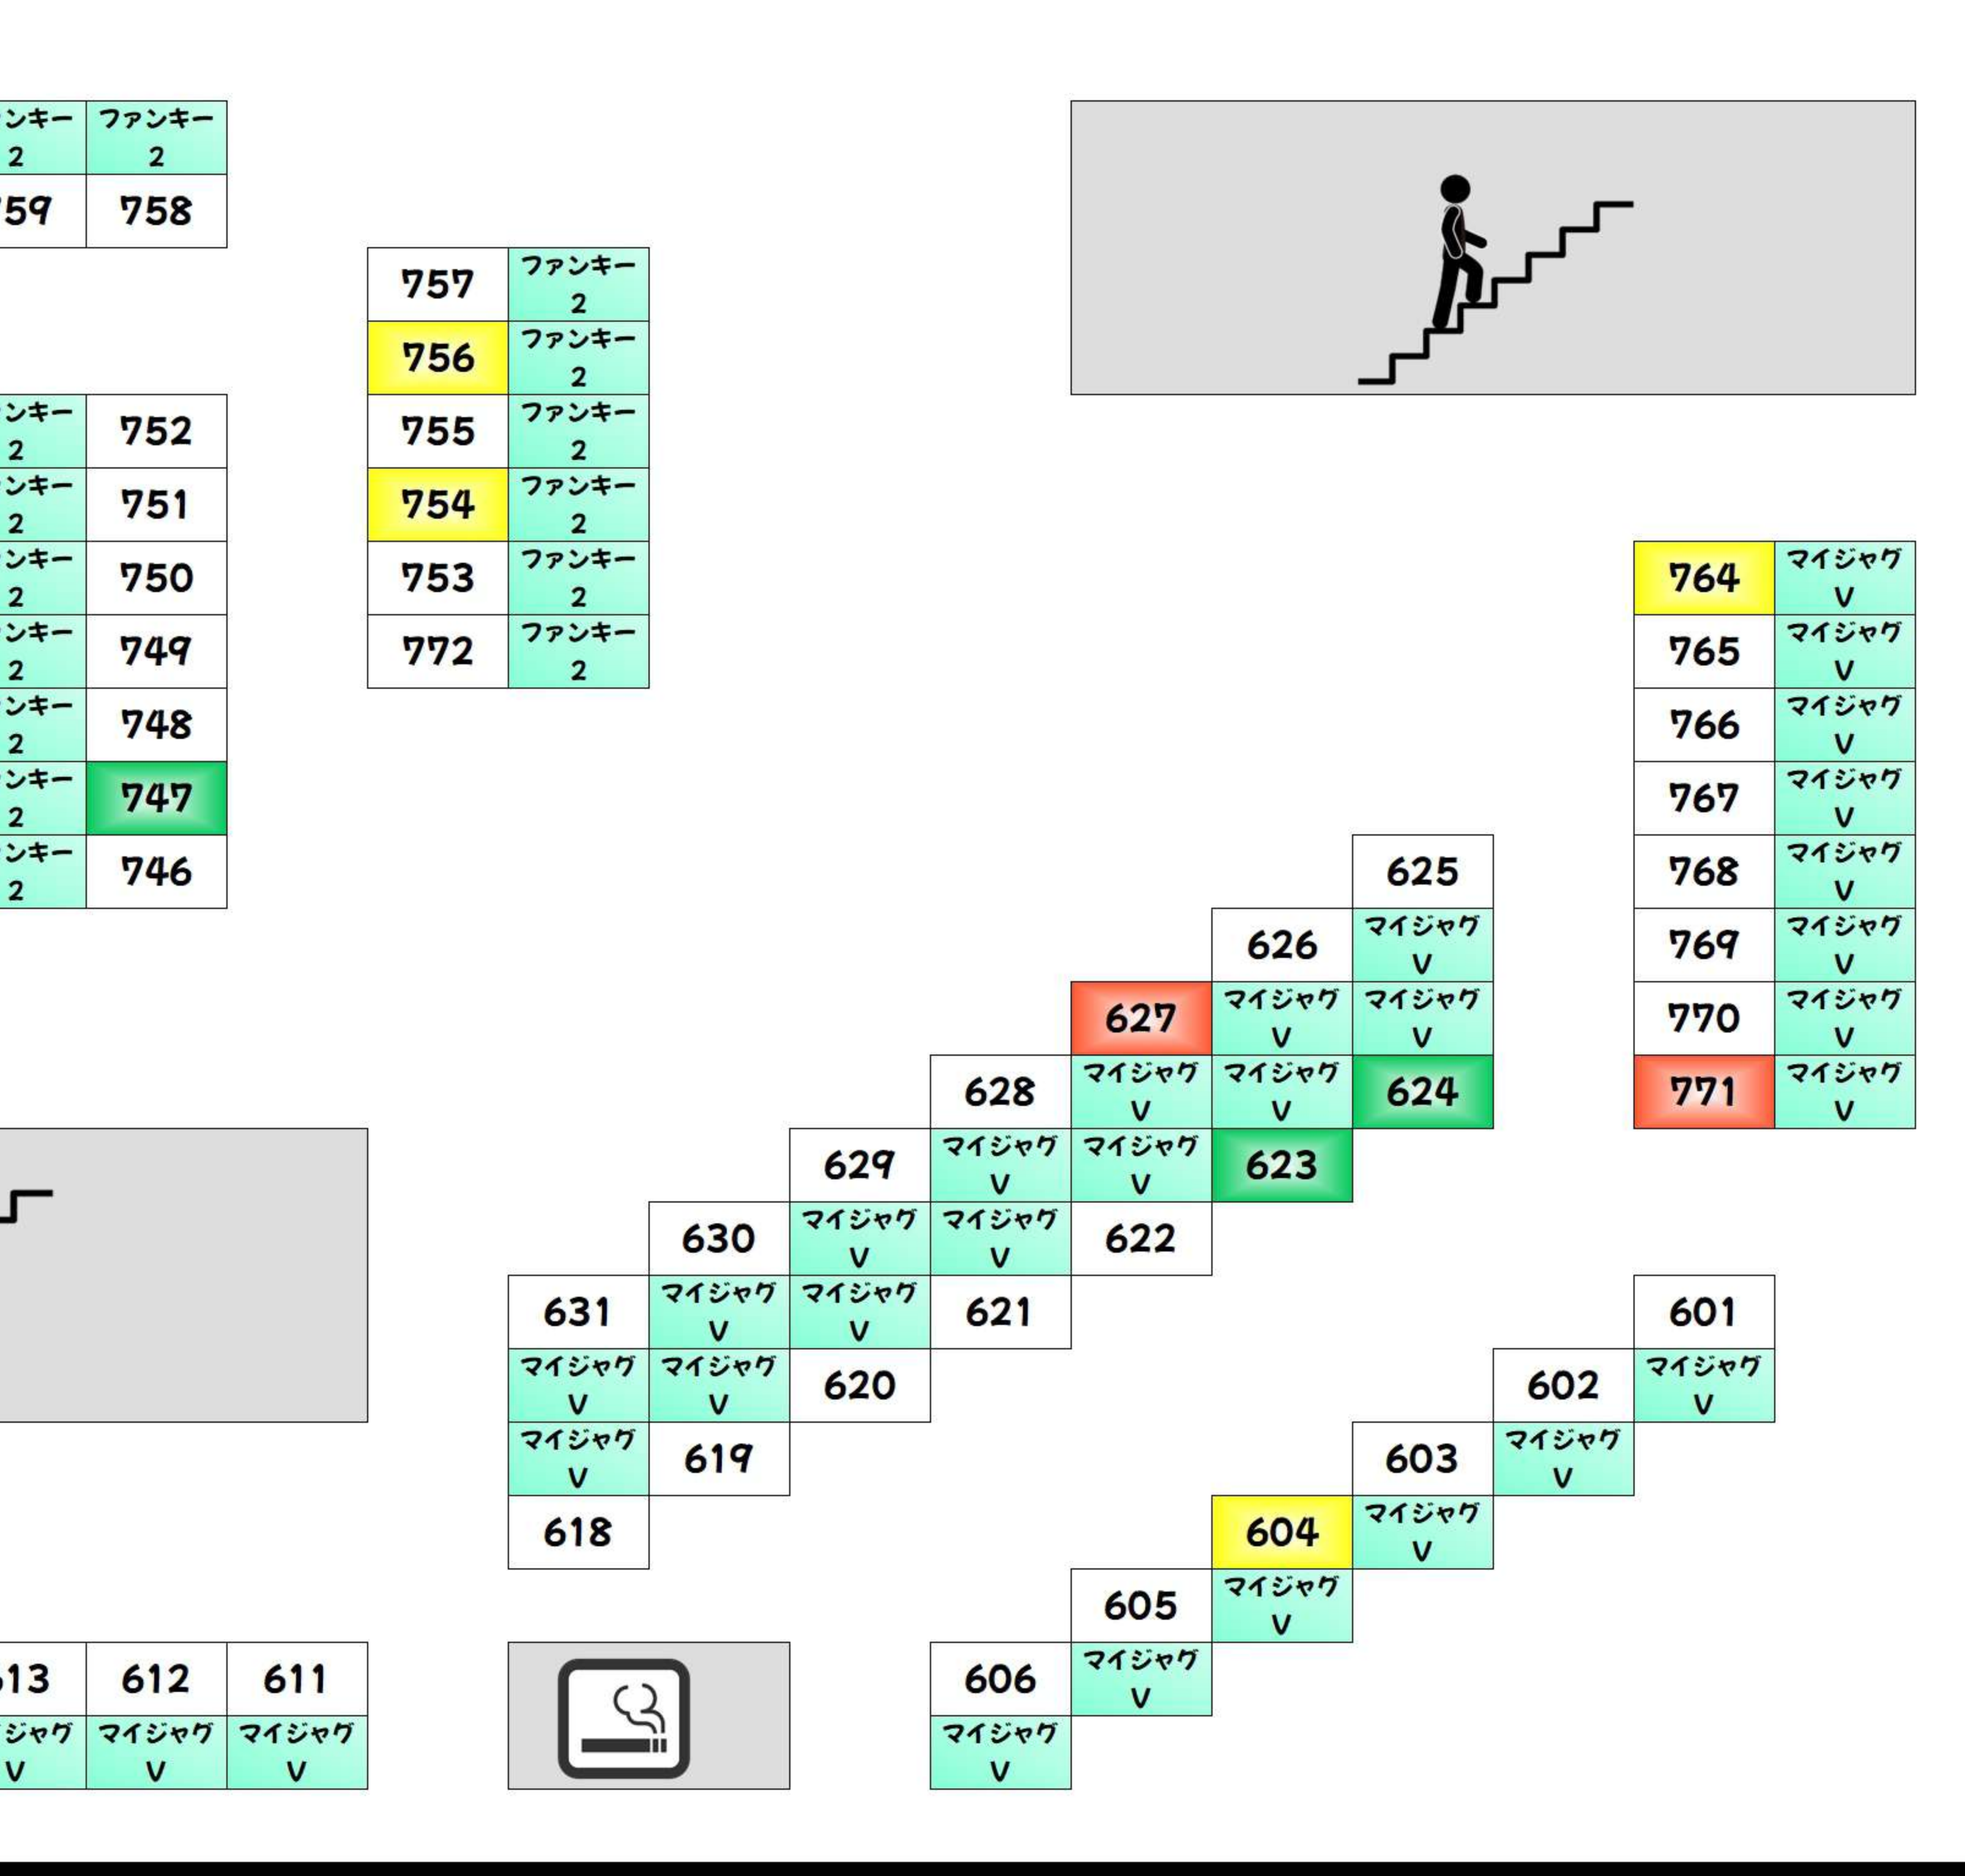 ンキー ファンキー
2 2
59 758
757 ファンキー
2
756 ファンキー
2
ンキー 752 755 ファンキー
2 2
ンキー 751 754 ファンキー
2 2
ンキー 750 753 ファンキー 764 マイジャグ
2 2 V
ンキー 749 772 ファンキー 765 マイジャグ
2 2 V
ンキー 748 766 マイジャグ
2 V
ンキー 747 767 マイジャグ
2 V
ンキー 746 625 768 マイジャグ
2 V
626 マイジャグ 769 マイジャグ
V V
627 マイジャグ マイジャグ 770 マイジャグ
V V V
628 マイジャグ マイジャグ 624 771 マイジャグ
V V V
629 マイジャグ マイジャグ 623
V V
630 マイジャグ マイジャグ 622
V V
631 マイジャグ マイジャグ 621 601
V V
マイジャグ マイジャグ 620 602 マイジャグ
V V V
マイジャグ 619 603 マイジャグ
V V
618 604 マイジャグ
V
605 マイジャグ
V
13 612 611 606 マイジャグ
V
ジャグ マイジャグ マイジャグ マイジャグ
V V V V